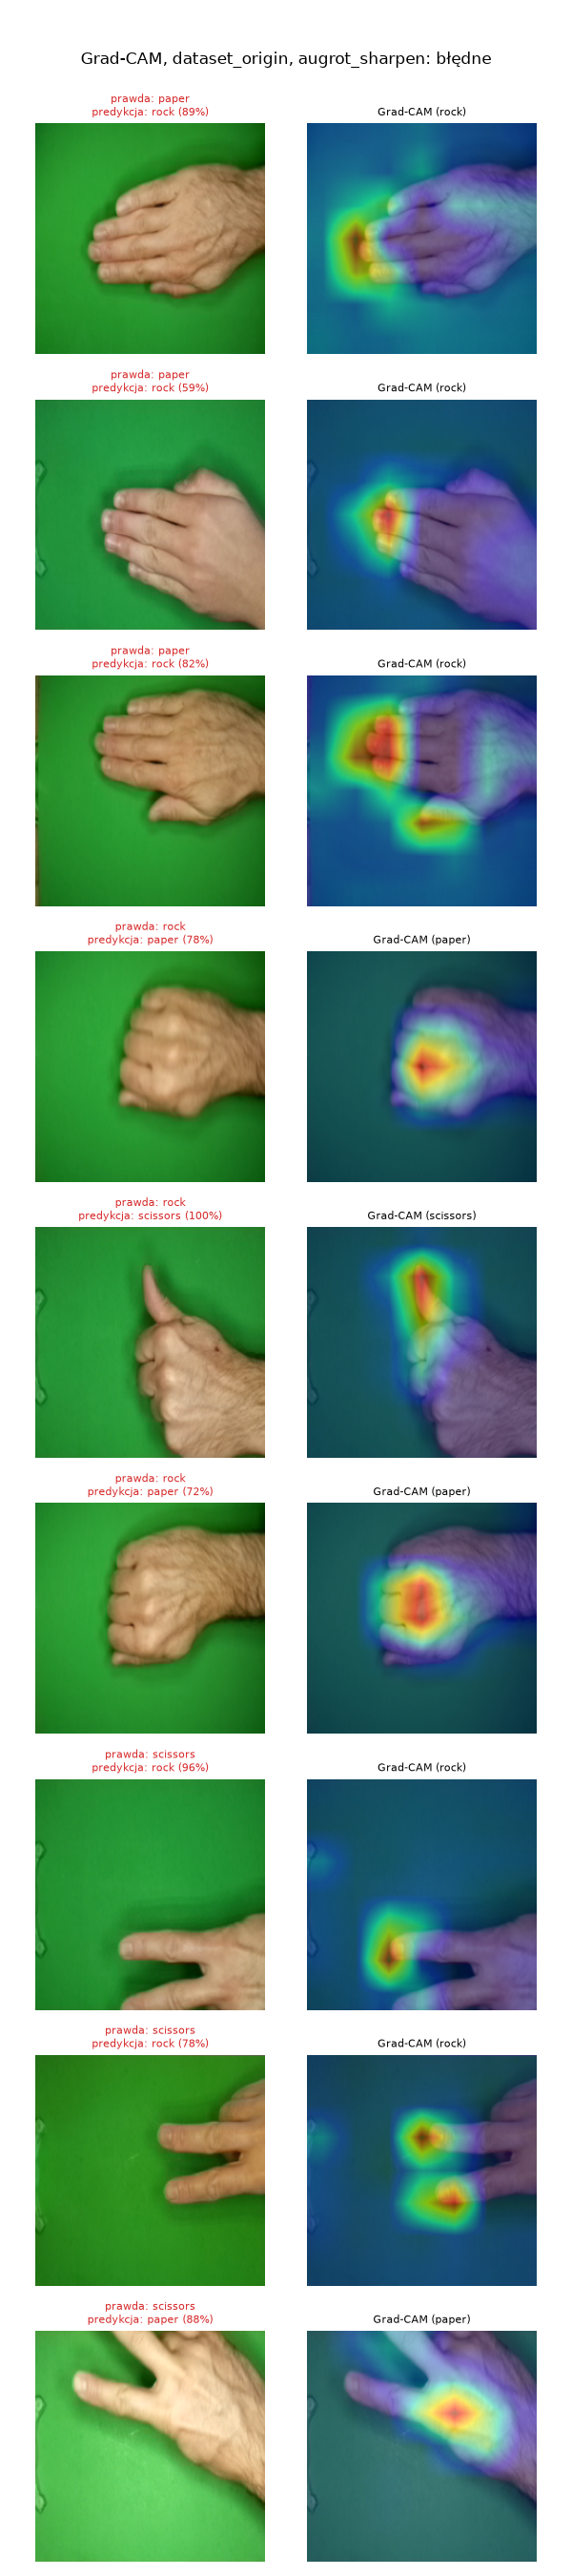 Grad-CAM, dataset_origin, augrot_sharpen: błędne
prawda: paper
predykcja: rock (89%)
Grad-CAM (rock)
prawda: paper
predykcja: rock (59%)
Grad-CAM (rock)
prawda: paper
predykcja: rock (82%)
Grad-CAM (rock)
prawda: rock
predykcja: paper (78%)
Grad-CAM (paper)
prawda: rock
predykcja: scissors (100%)
Grad-CAM (scissors)
prawda: rock
predykcja: paper (72%)
Grad-CAM (paper)
prawda: scissors
predykcja: rock (96%)
Grad-CAM (rock)
prawda: scissors
predykcja: rock (78%)
Grad-CAM (rock)
prawda: scissors
predykcja: paper (88%)
Grad-CAM (paper)